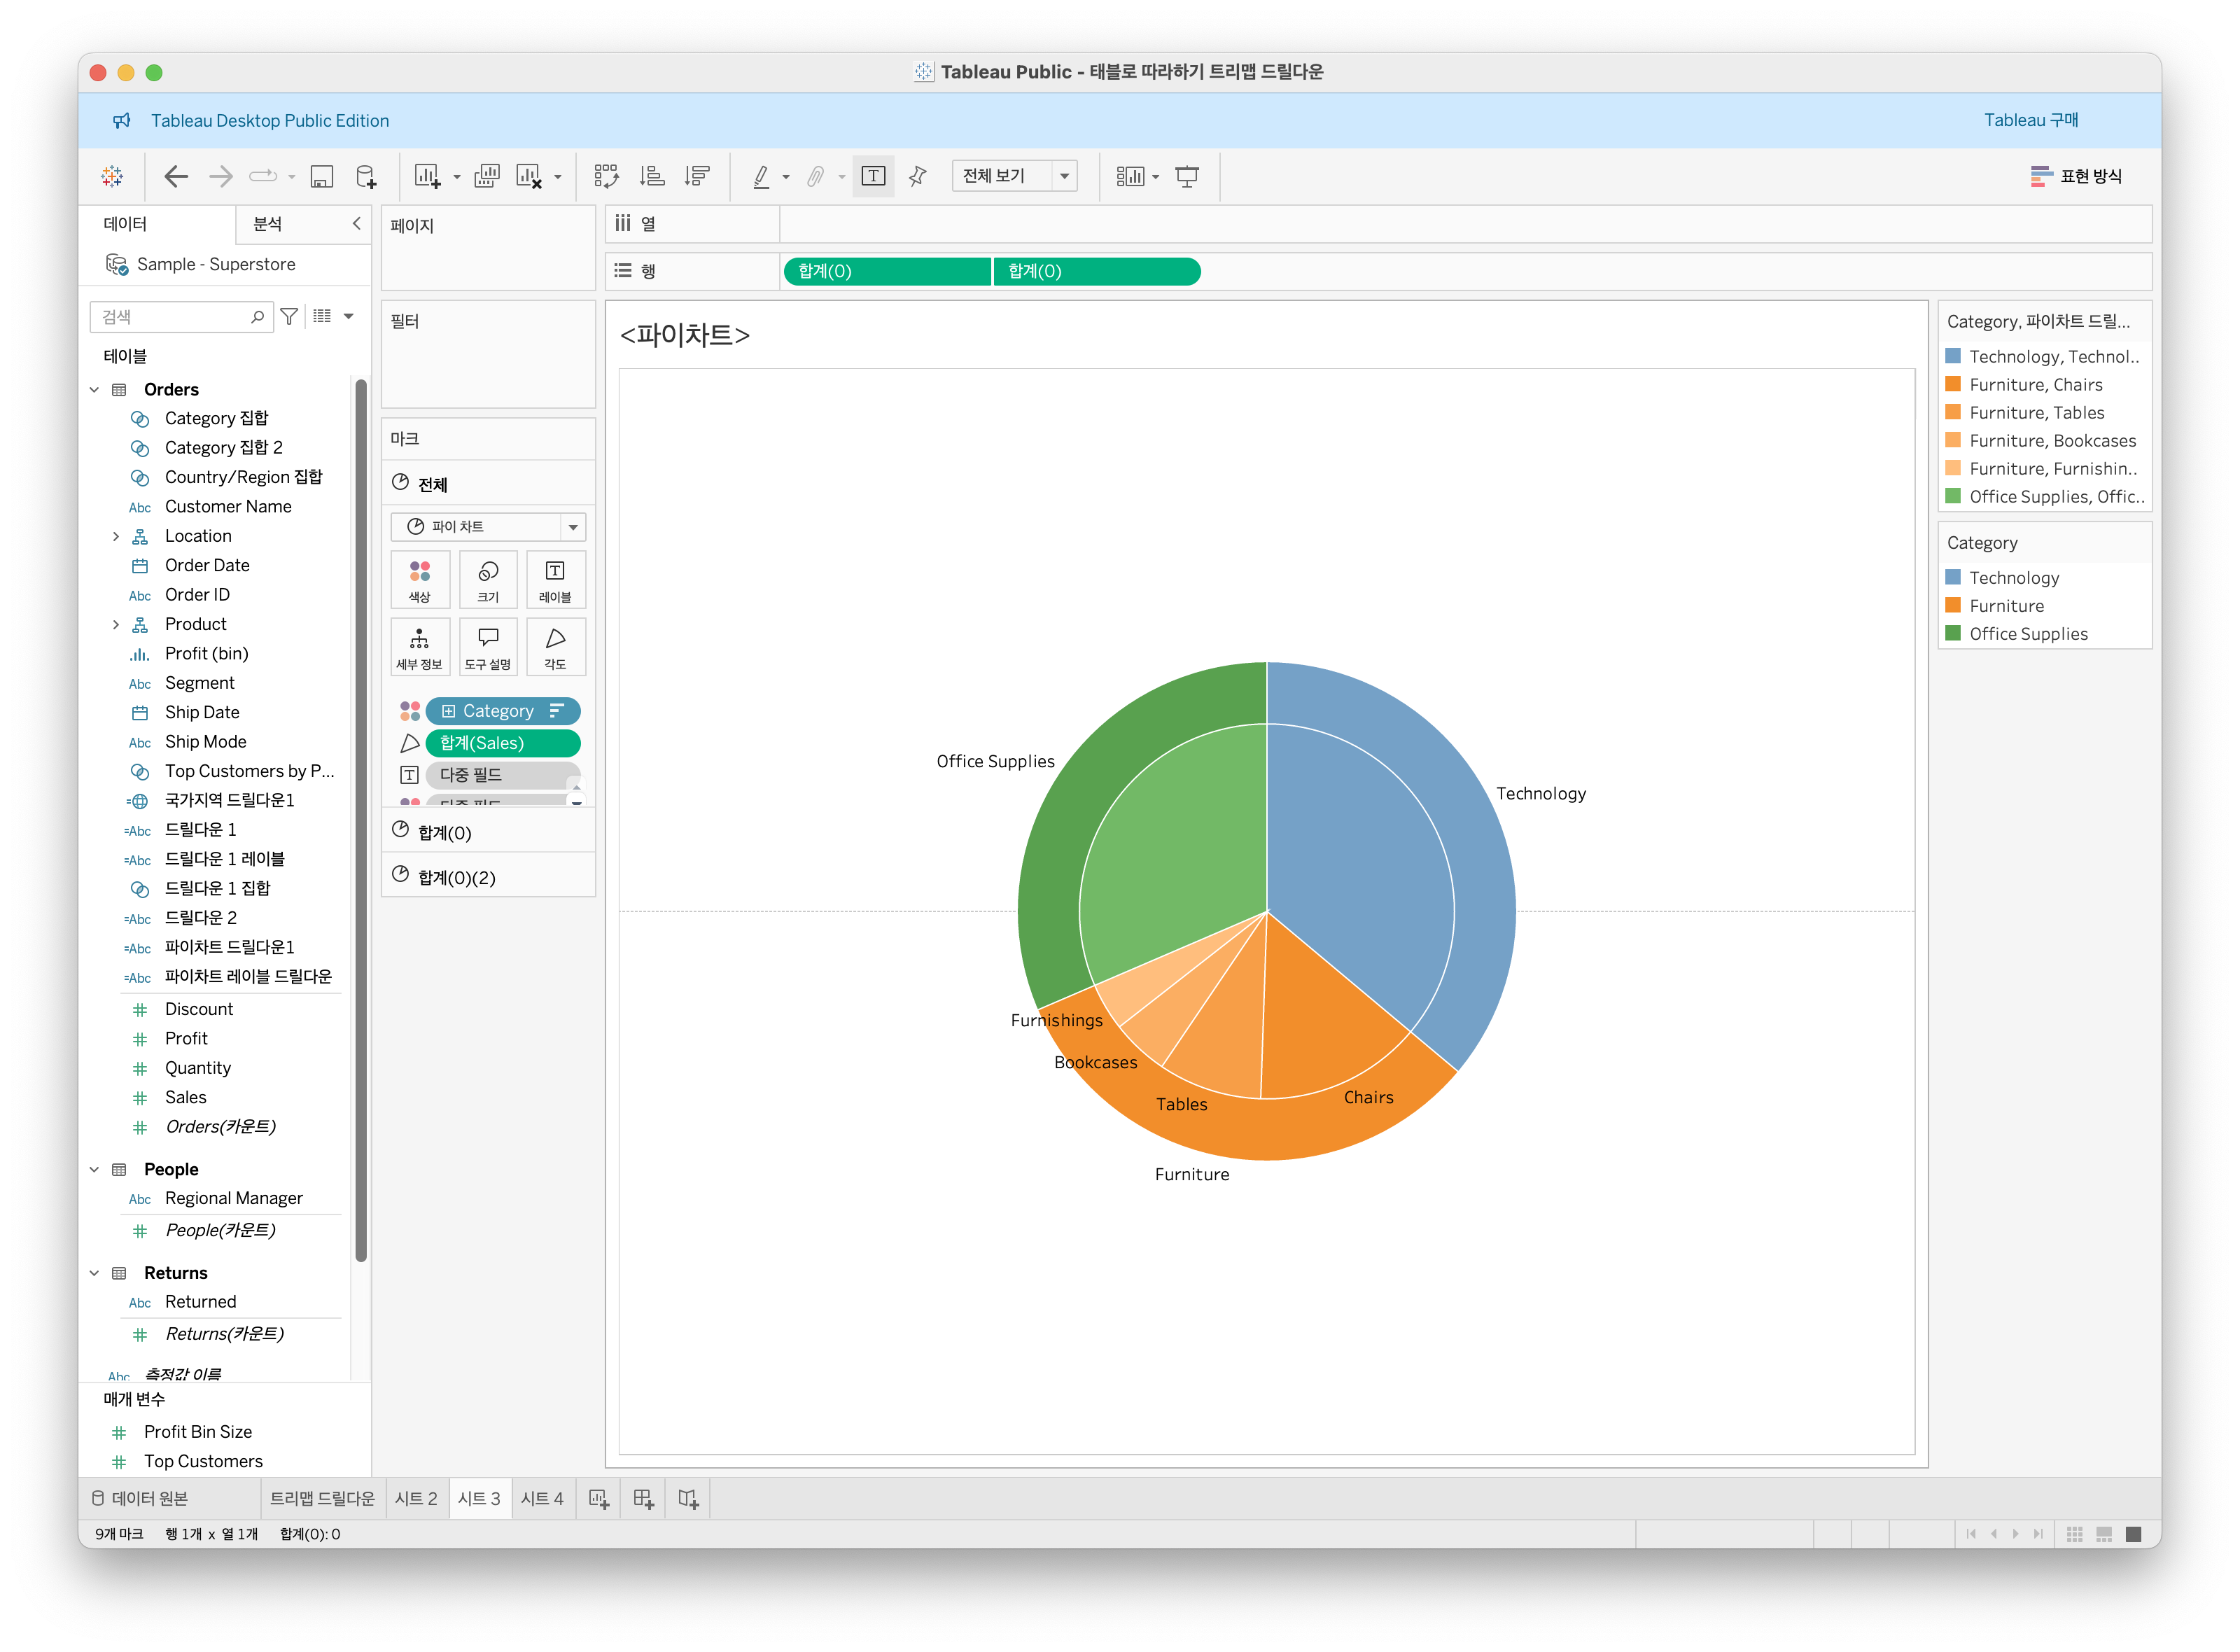 Tableau Public - 태블로 따라하기 트리맵 드릴다운
Tableau Desktop Public Edition
Tableau 구매
전체 보기
표현 방식
데이터
분석
Sample - Superstore
검색
테이블
Orders
Category 집합
Category 집합 2
Country/Region 집합
Abc Customer Name
Location
Order Date
Abc Order ID
Product
Profit (bin)
Abc Segment
Ship Date
Abc Ship Mode
Top Customers by P...
국가지역 드릴다운1
=Abc 드릴다운 1
=Abc 드릴다운 1 레이블
드릴다운 1 집합
=Abc 드릴다운 2
=Abc 파이차트 드릴다운1
=Abc 파이차트 레이블 드릴다운
Discount
Profit
Quantity
Sales
Orders(카운트)
People
Abc Regional Manager
People(카운트)
Returns
Abc Returned
Returns(카운트)
Abc 측정값 이름
매개 변수
Profit Bin Size
Top Customers
페이지
필터
마크
전체
파이 차트
색상
크기
레이블
세부 정보
도구 설명
각도
Category
합계(Sales)
다중 필드
다중 필드
합계(0)
합계(0)(2)
열
행
합계(0)
합계(0)
<파이차트>
Office Supplies
Technology
Furnishings
Bookcases
Tables
Chairs
Furniture
Category, 파이차트 드릴...
Technology, Technol..
Furniture, Chairs
Furniture, Tables
Furniture, Bookcases
Furniture, Furnishin..
Office Supplies, Offic..
Category
Technology
Furniture
Office Supplies
데이터 원본
트리맵 드릴다운
시트 2
시트 3
시트 4
9개 마크
행 1개 x 열 1개
합계(0): 0